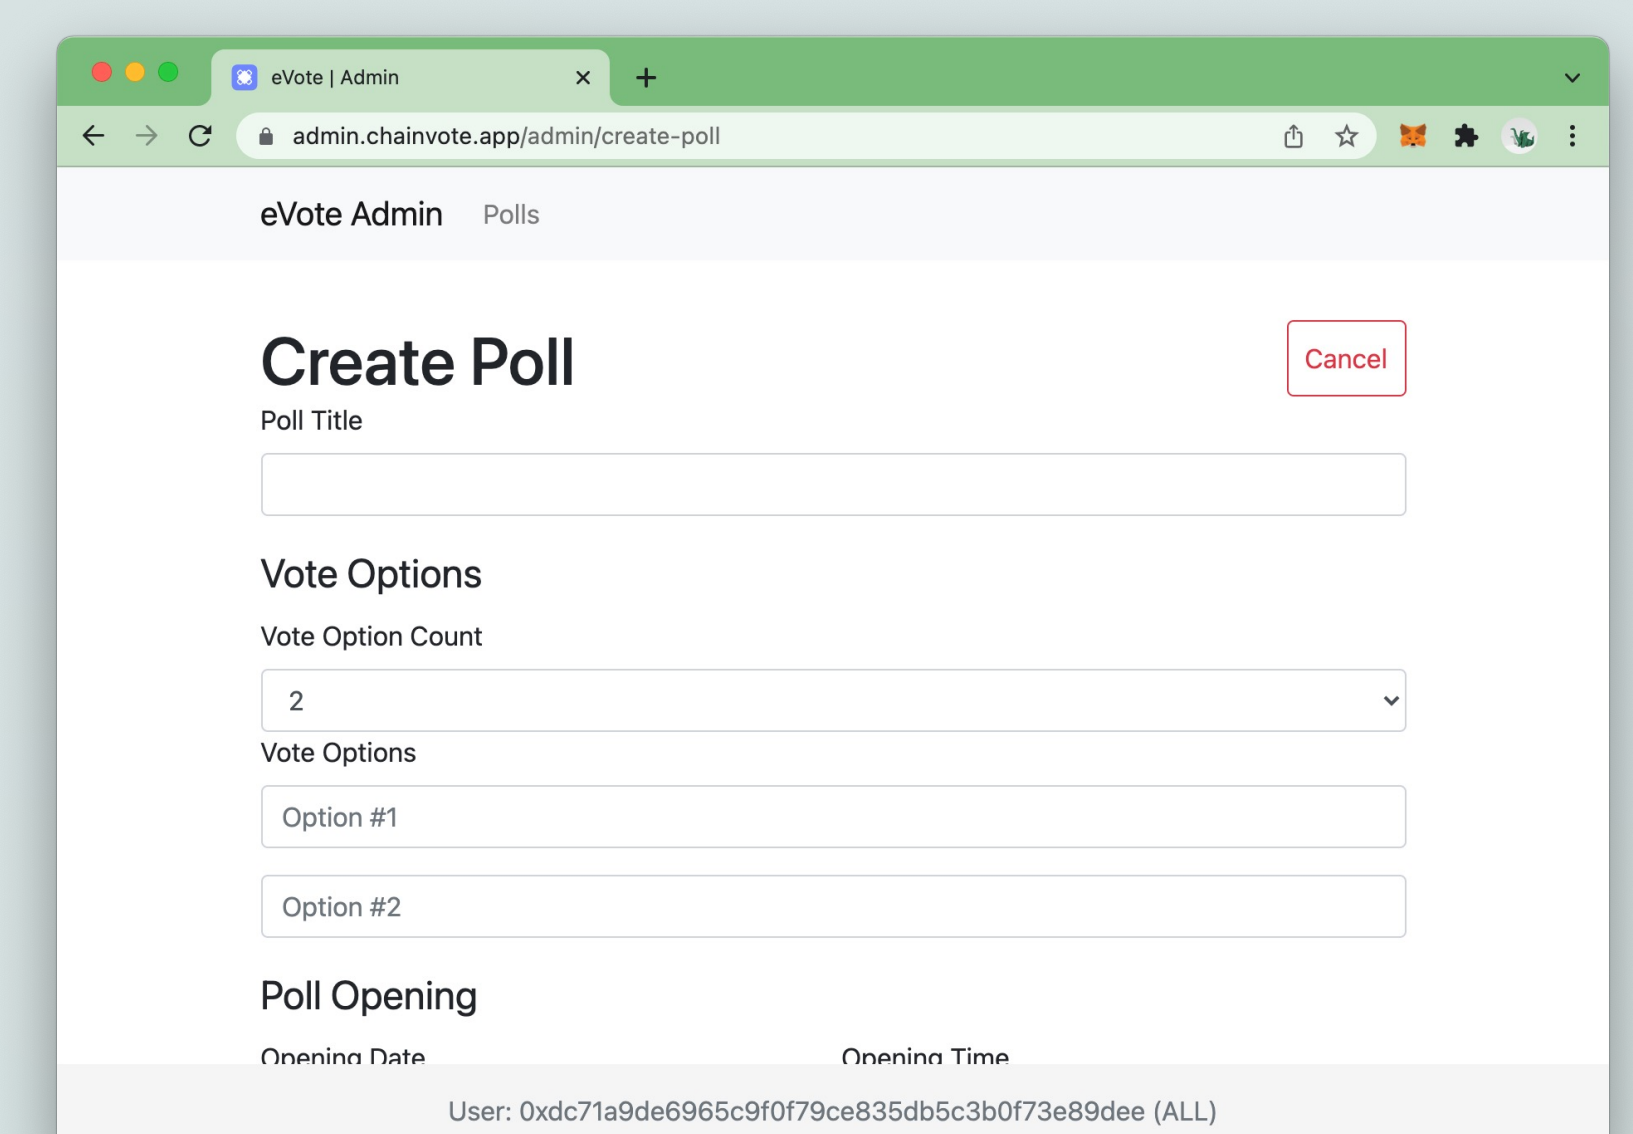 eVote | Admin
admin.chainvote.app/admin/create-poll
eVote Admin Polls
Create Poll
Cancel
Poll Title
Vote Options
Vote Option Count
2
Vote Options
Option #1
Option #2
Poll Opening
Opening Date Opening Time
User: 0xdc71a9de6965c9f0f79ce835db5c3b0f73e89dee (ALL)